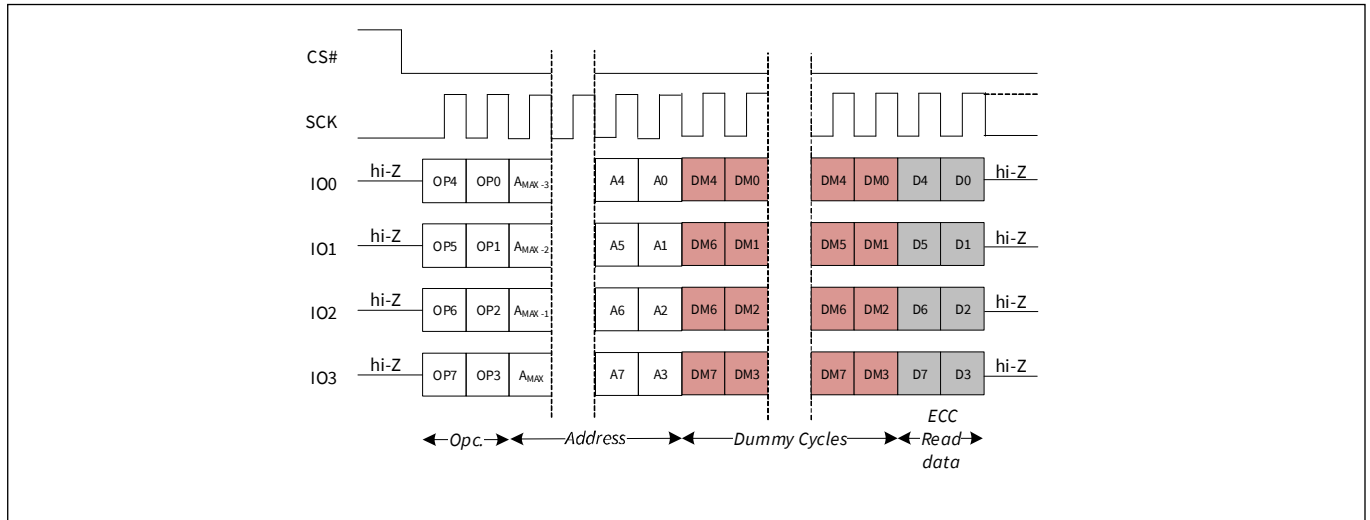 CS#
SCK
IO0 hi-Z OP4 OP0 AMAX -3 A4 A0 DM4 DM0 DM4 DM0 D4 D0 hi-Z
IO1 hi-Z OP5 OP1 AMAX -2 A5 A1 DM6 DM1 DM5 DM1 D5 D1 hi-Z
IO2 hi-Z OP6 OP2 AMAX -1 A6 A2 DM6 DM2 DM6 DM2 D6 D2 hi-Z
IO3 hi-Z OP7 OP3 AMAX A7 A3 DM7 DM3 DM7 DM3 D7 D3 hi-Z
Opc. Address Dummy Cycles ECC
Read
data